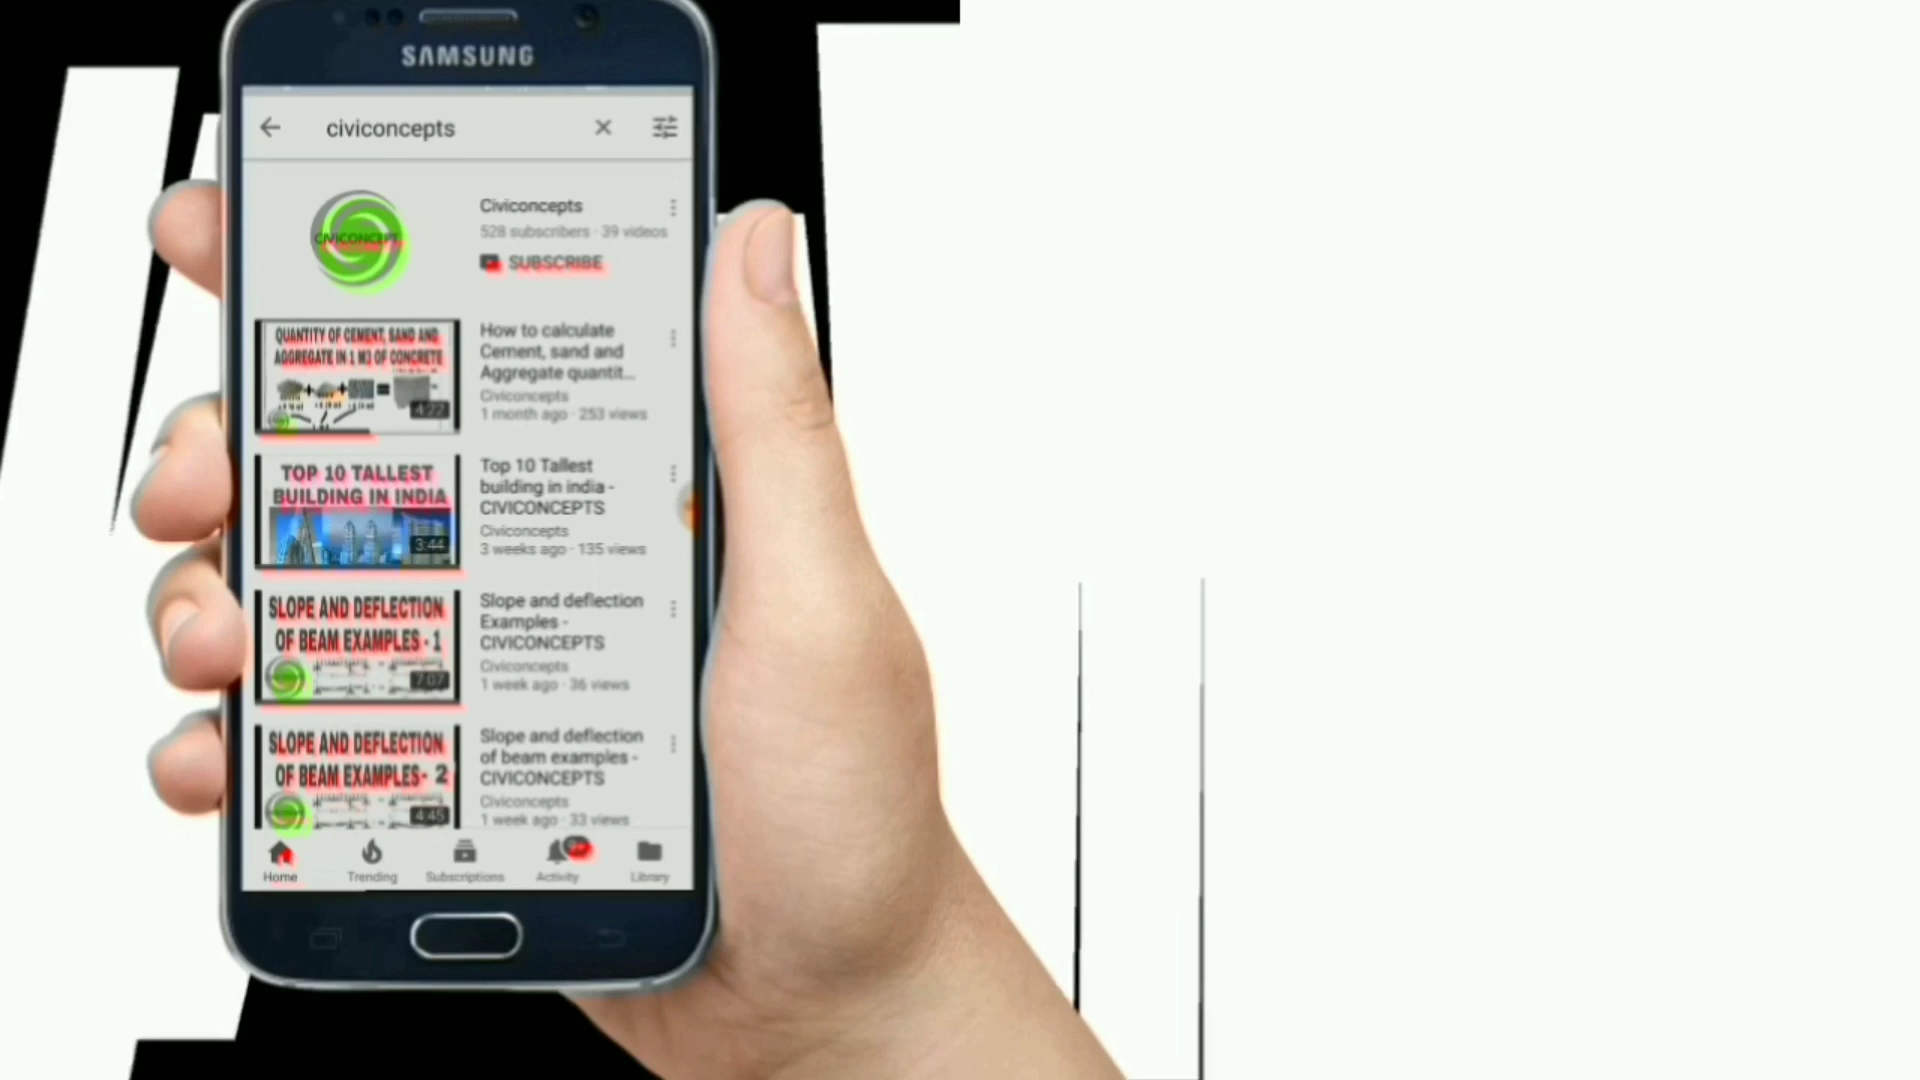 SAMSUNG
civiconcepts
CIVICONCEPT
Civiconcepts
528 subscribers · 39 videos
SUBSCRIBE
QUANTITY OF CEMENT, SAND AND
AGGREGATE IN 1 M3 OF CONCRETE
4:22
How to calculate
Cement, sand and
Aggregate quantit...
Civiconcepts
1 month ago · 253 views
TOP 10 TALLEST
BUILDING IN INDIA
3:44
Top 10 Tallest
building in india -
CIVICONCEPTS
Civiconcepts
3 weeks ago · 135 views
SLOPE AND DEFLECTION
OF BEAM EXAMPLES - 1
7:07
Slope and deflection
Examples -
CIVICONCEPTS
Civiconcepts
1 week ago · 36 views
SLOPE AND DEFLECTION
OF BEAM EXAMPLES- 2
4:45
Slope and deflection
of beam examples -
CIVICONCEPTS
Civiconcepts
1 week ago · 33 views
Home
Trending
Subscriptions
Activity
Library